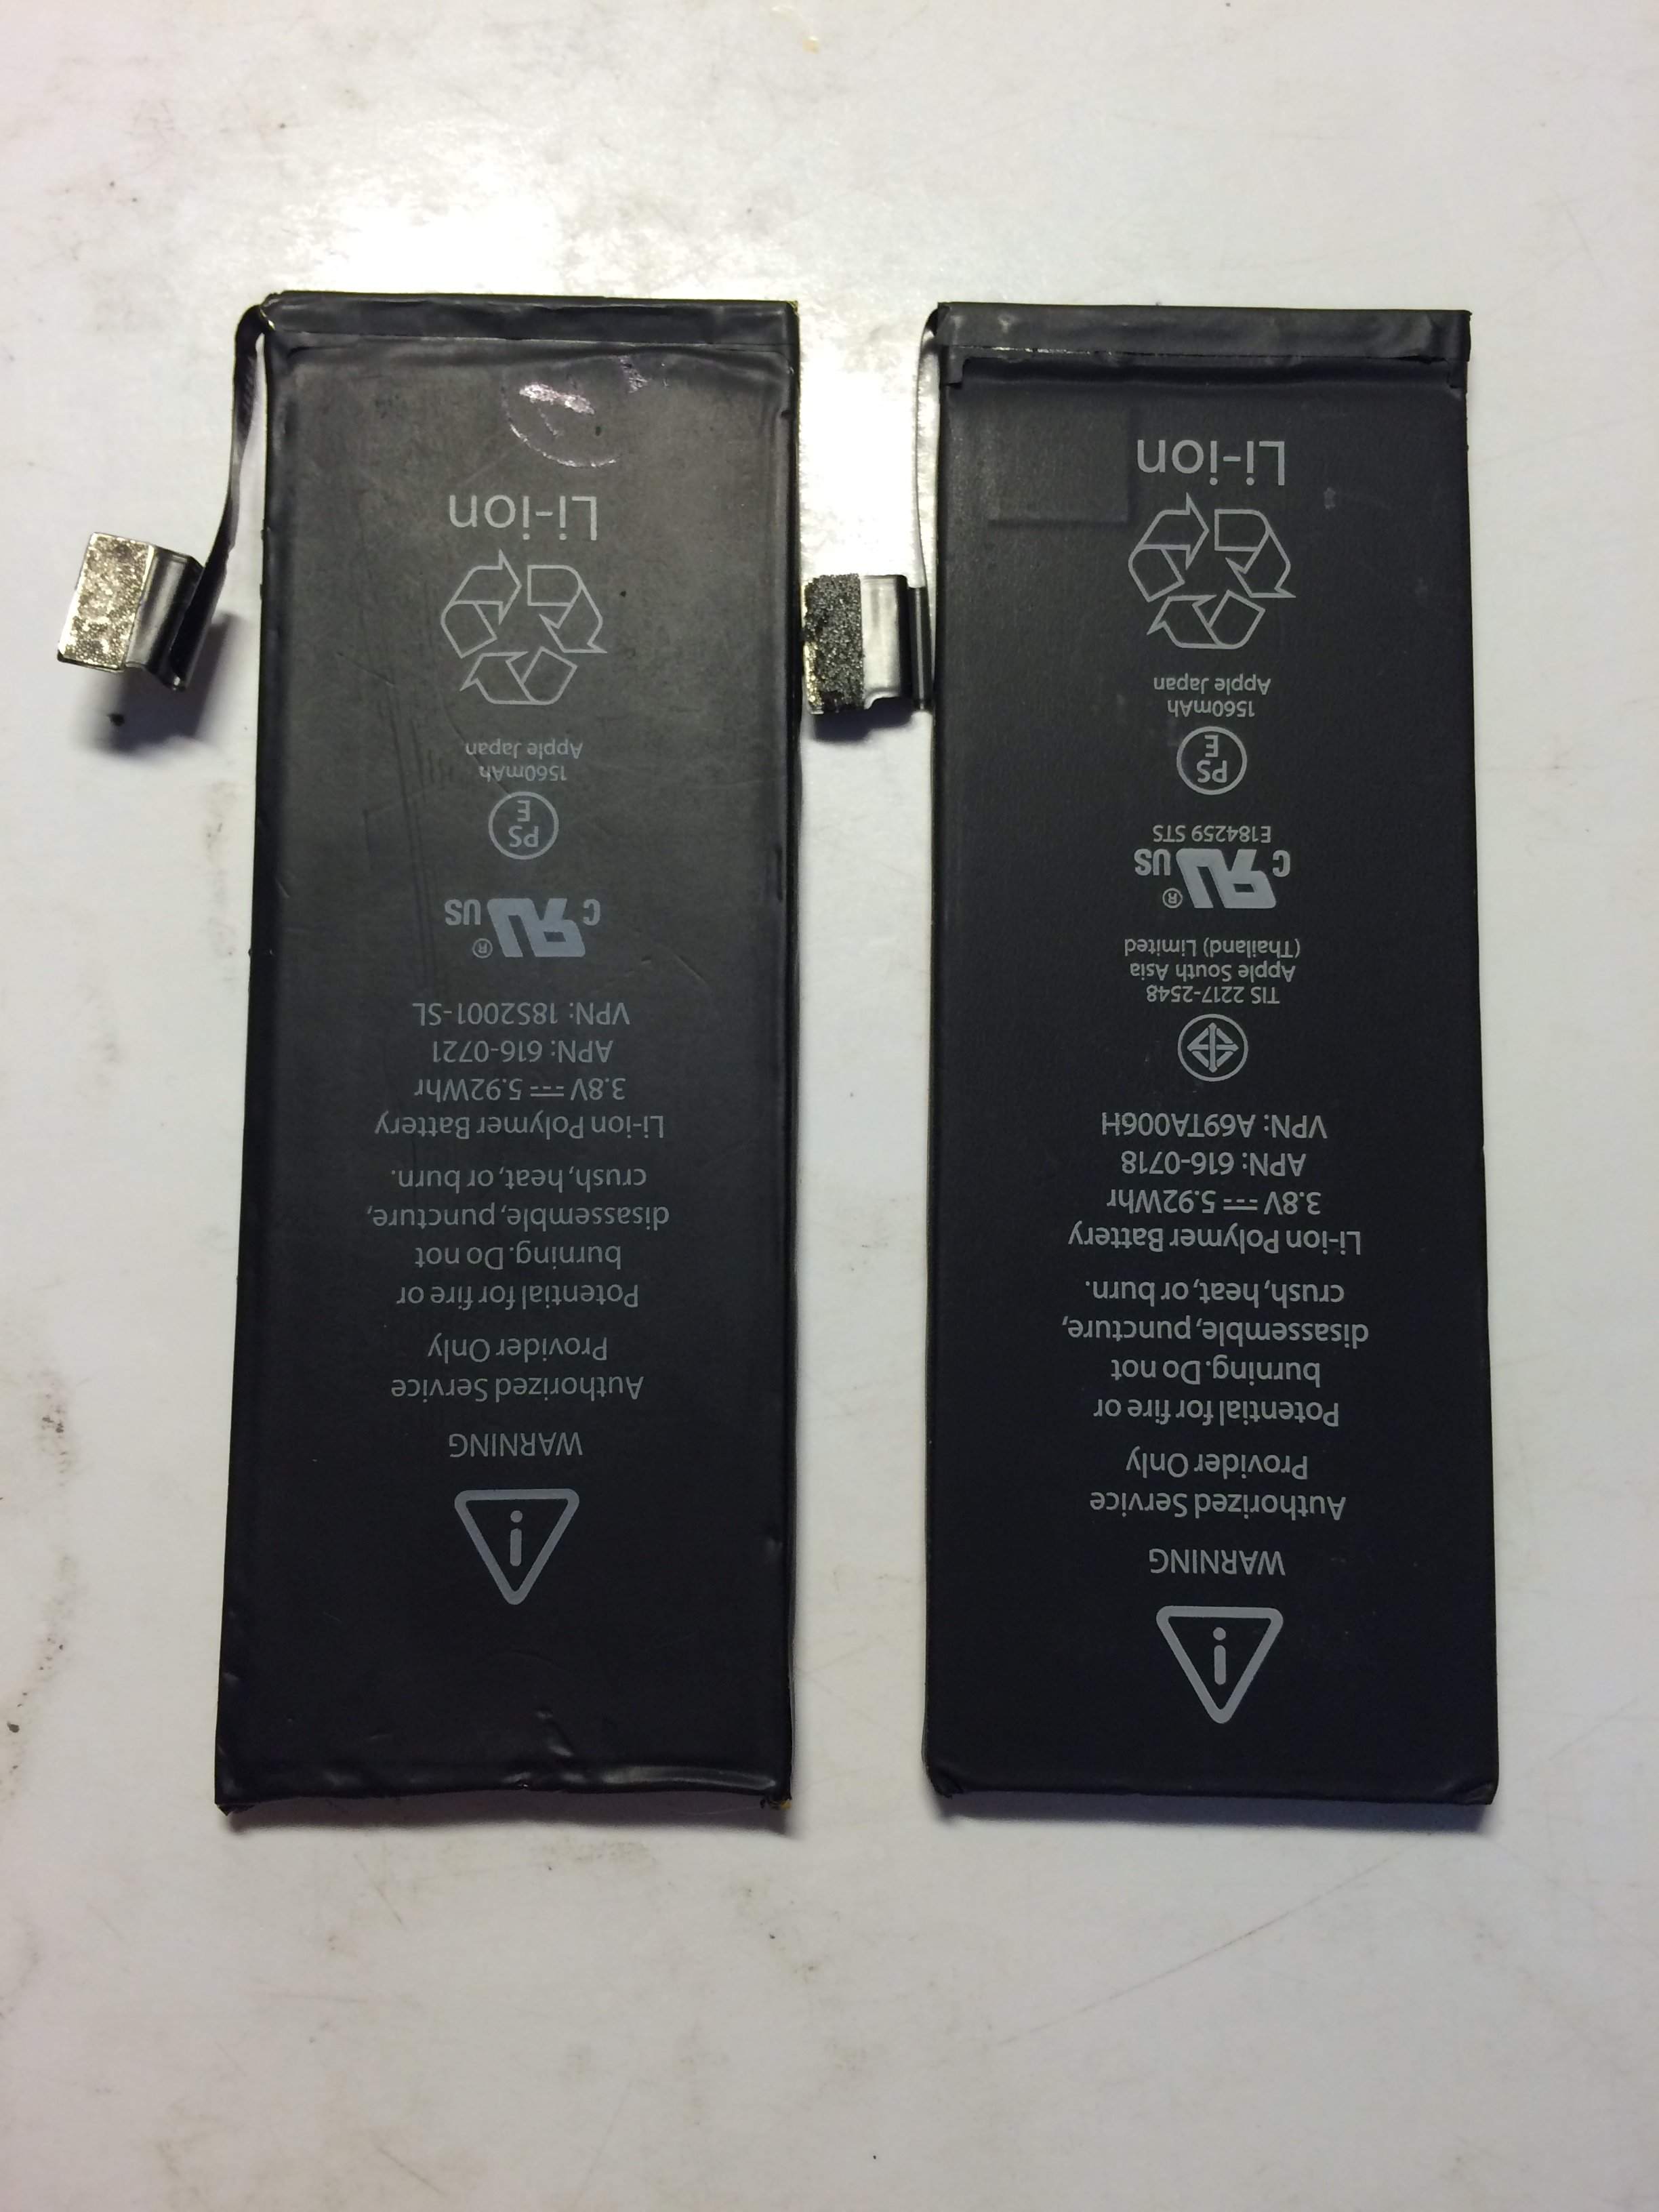 WARNING
Authorized Service
Provider Only
Potential for fire or
burning. Do not
disassemble, puncture,
crush, heat, or burn.
Li-ion Polymer Battery
3.8V 5.92Whr
APN: 616-0718
VPN: A69TA006H
TIS 2217-2548
Apple South Asia
(Thailand) Limited
c RU US ®
E184259 STS
PS
E
1560mAh
Apple Japan
Li-ion
WARNING
Authorized Service
Provider Only
Potential for fire or
burning. Do not
disassemble, puncture,
crush, heat, or burn.
Li-ion Polymer Battery
3.8V 5.92Whr
APN: 616-0721
VPN: 18S2001-SL
c RU US ®
PS
E
1560mAh
Apple Japan
Li-ion